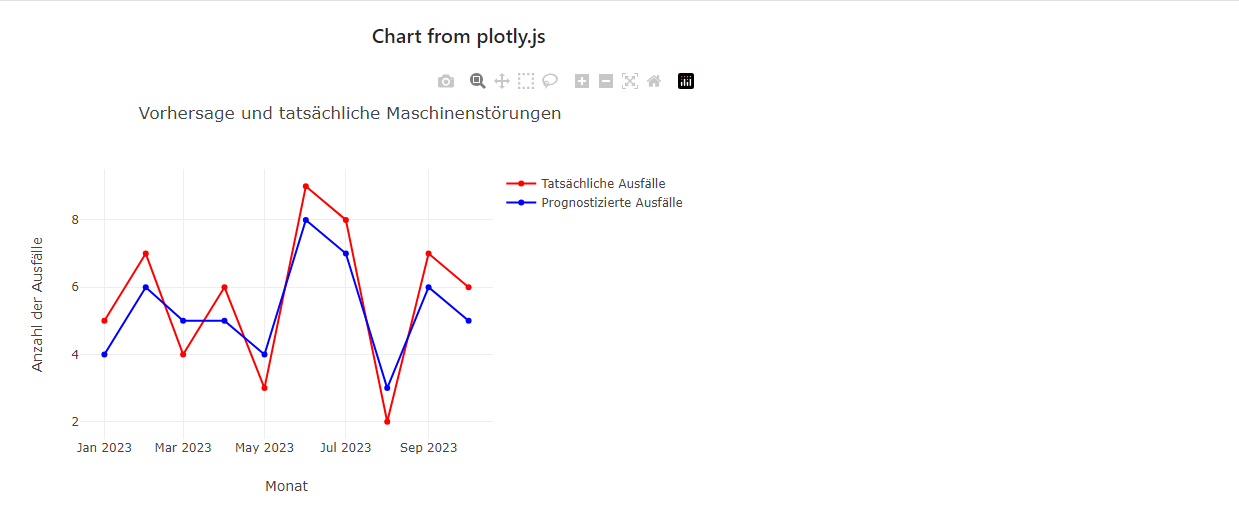 Chart from plotly.js
Vorhersage und tatsächliche Maschinenstörungen
Tatsächliche Ausfälle
Prognostizierte Ausfälle
Anzahl der Ausfälle
8
6
4
2
Jan 2023 Mar 2023 May 2023 Jul 2023 Sep 2023
Monat